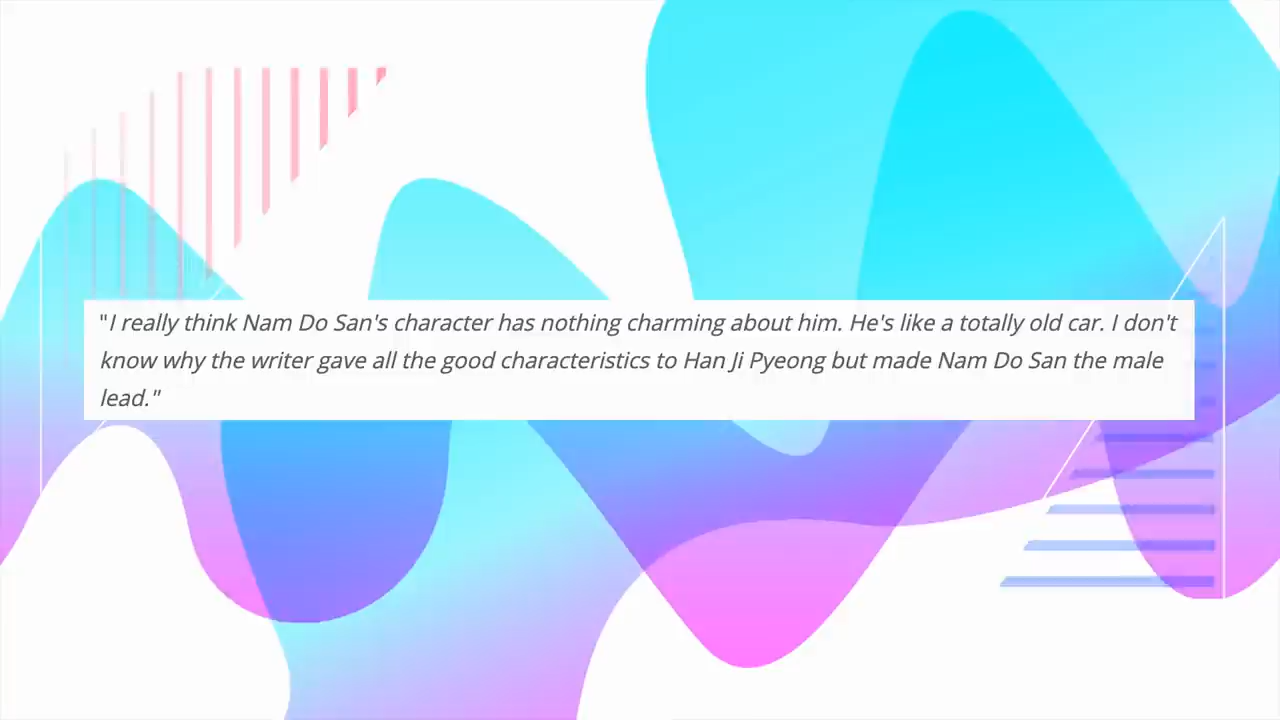 "I really think Nam Do San's character has nothing charming about him. He's like a totally old car. I don't
know why the writer gave all the good characteristics to Han Ji Pyeong but made Nam Do San the male
lead."